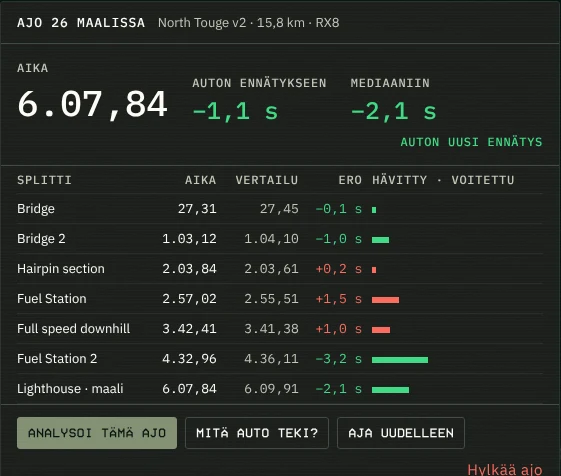 AJO 26 MAALISSA North Touge v2 · 15,8 km · RX8
AIKA
6.07,84
AUTON ENNÄTYKSEEN
−1,1 s
MEDIAANIIN
−2,1 s
AUTON UUSI ENNÄTYS
SPLITTI AIKA VERTAILU ERO HÄVITTY · VOITETTU
Bridge 27,31 27,45 −0,1 s
Bridge 2 1.03,12 1.04,10 −1,0 s
Hairpin section 2.03,84 2.03,61 +0,2 s
Fuel Station 2.57,02 2.55,51 +1,5 s
Full speed downhill 3.42,41 3.41,38 +1,0 s
Fuel Station 2 4.32,96 4.36,11 −3,2 s
Lighthouse · maali 6.07,84 6.09,91 −2,1 s
ANALYSOI TÄMÄ AJO MITÄ AUTO TEKI? AJA UUDELLEEN
Hylkää ajo